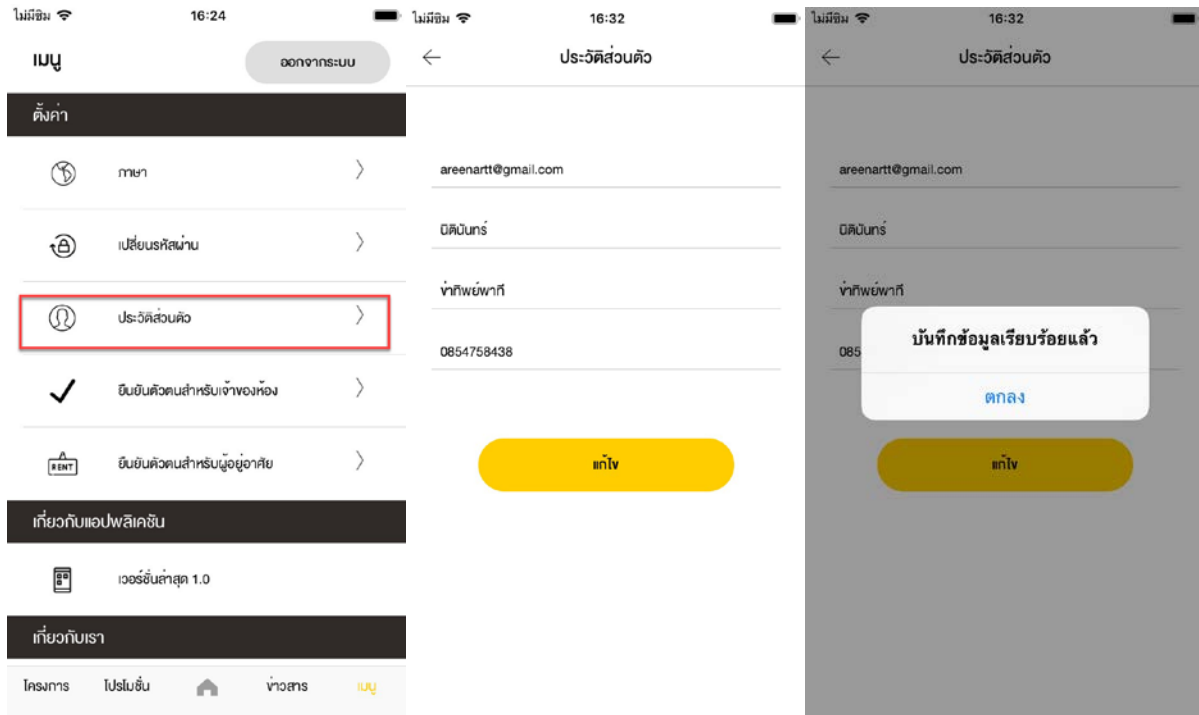 ไม่มีซิม 16:24
เมนู
ออกจากระบบ
ตั้งค่า
ภาษา
เปลี่ยนรหัสผ่าน
ประวัติส่วนตัว
ยืนยันตัวตนสำหรับเจ้าของห้อง
RENT
ยืนยันตัวตนสำหรับผู้อยู่อาศัย
เกี่ยวกับแอปพลิเคชัน
เวอร์ชั่นล่าสุด 1.0
เกี่ยวกับเรา
โครงการ โปรโมชั่น ข่าวสาร เมนู
ไม่มีซิม 16:32
ประวัติส่วนตัว
areenartt@gmail.com
นิตินันทร์
ขำทิพย์พาที
0854758438
แก้ไข
ไม่มีซิม 16:32
ประวัติส่วนตัว
areenartt@gmail.com
นิตินันทร์
ขำทิพย์พาที
085
บันทึกข้อมูลเรียบร้อยแล้ว
ตกลง
แก้ไข